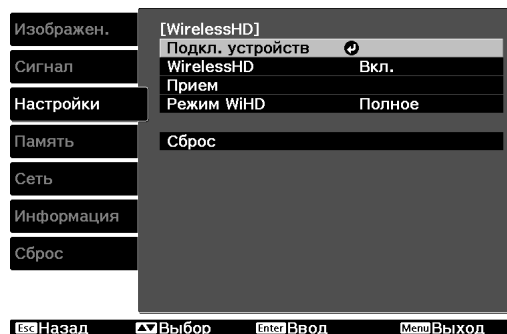 Изображен.
Сигнал
Настройки
Память
Сеть
Информация
Сброс
[WirelessHD]
Подкл. устройств
WirelessHD Вкл.
Прием
Режим WiHD Полное
Сброс
Esc Назад Выбор Enter Ввод Menu Выход